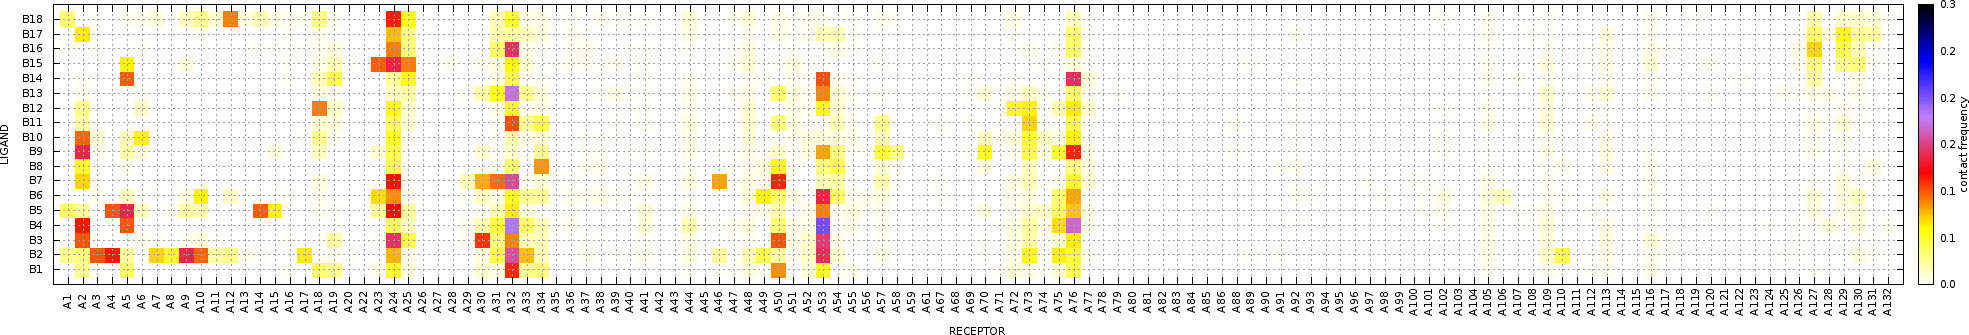 B18
B17
B16
B15
B14
B13
B12
B11
B10
B9
B8
B7
B6
B5
B4
B3
B2
B1
LIGAND
A1 A2 A3 A4 A5 A6 A7 A8 A9 A10 A11 A12 A13 A14 A15 A16 A17 A18 A19 A20 A22 A23 A24 A25 A26 A27 A28 A29 A30 A31 A32 A33 A34 A35 A36 A37 A38 A39 A40 A41 A42 A43 A44 A45 A46 A47 A48 A49 A50 A51 A52 A53 A54 A55 A56 A57 A58 A59 A61 A67 A68 A69 A70 A71 A72 A73 A74 A75 A76 A77 A78 A79 A80 A81 A82 A83 A84 A85 A86 A87 A88 A89 A90 A91 A92 A93 A94 A95 A96 A97 A98 A99 A100 A101 A102 A103 A104 A105 A106 A107 A108 A109 A110 A111 A112 A113 A114 A115 A116 A117 A118 A119 A120 A121 A122 A123 A124 A125 A126 A127 A128 A129 A130 A131 A132
RECEPTOR
0.3
0.2
0.2
0.2
0.1
0.1
0.0
contact frequency